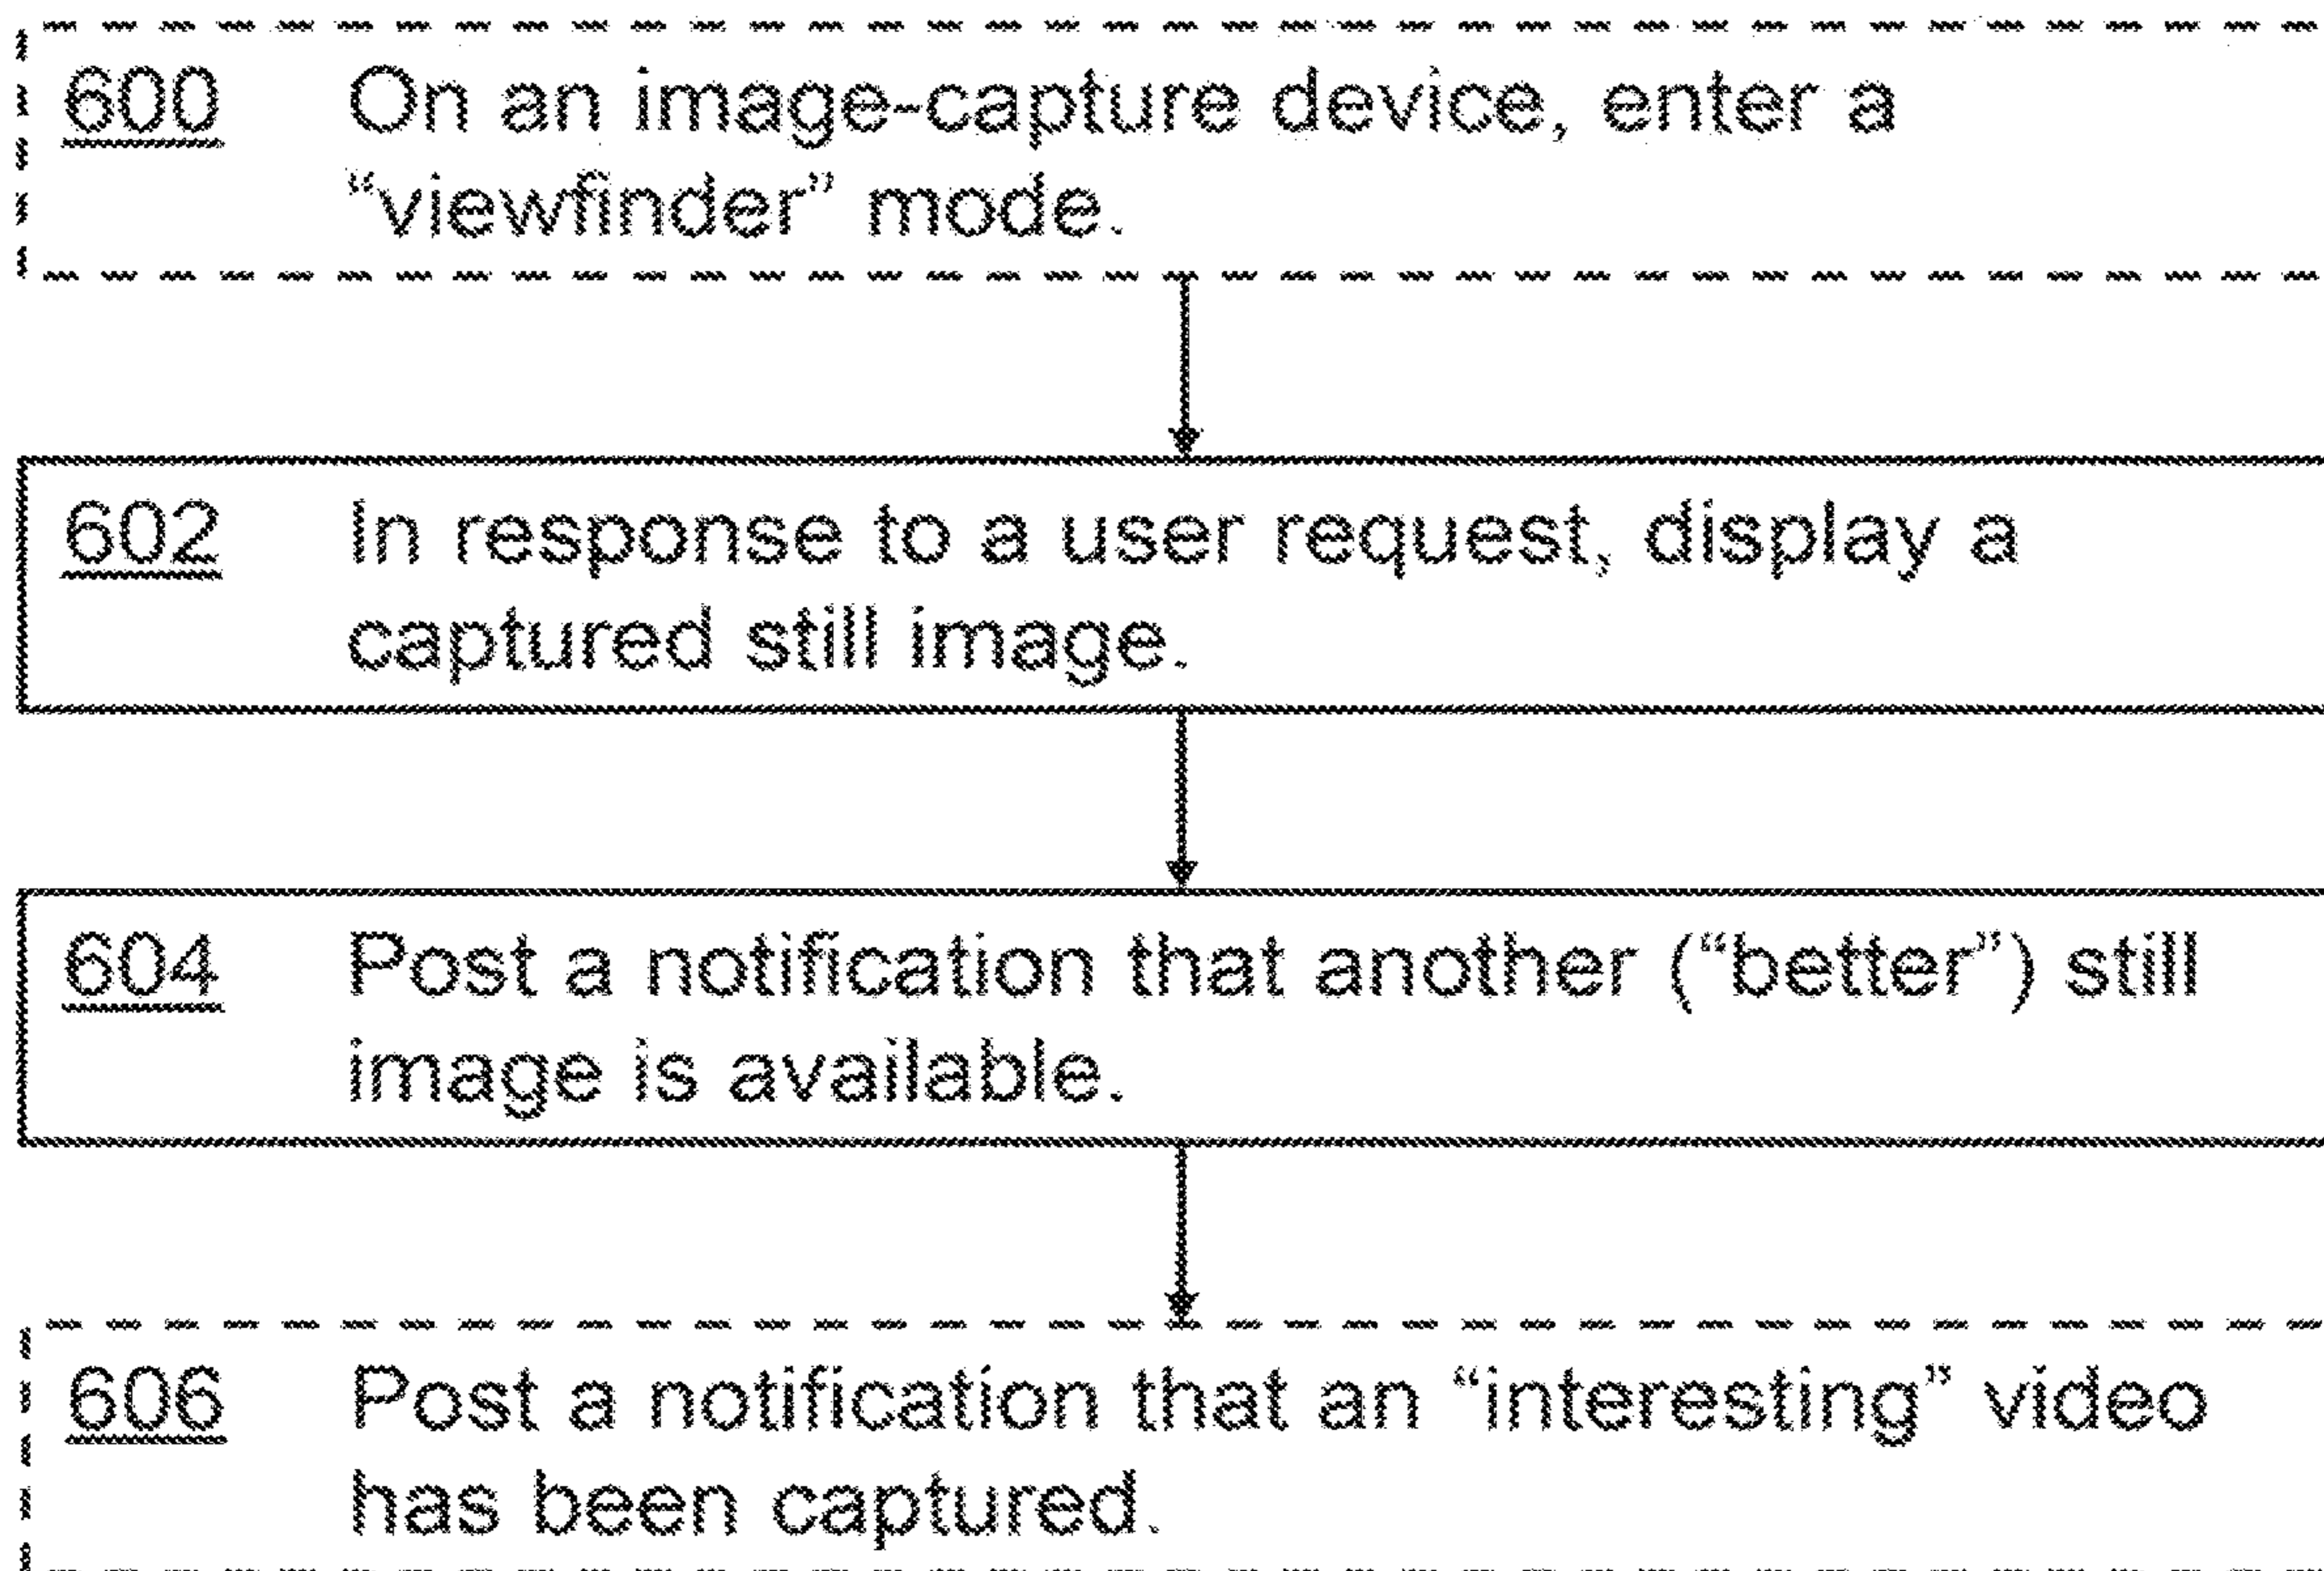 600 On an image-capture device, enter a
“viewfinder” mode.
602 In response to a user request, display a
captured still image.
604 Post a notification that another (“better”) still
image is available.
606 Post a notification that an “interesting” video
has been captured.